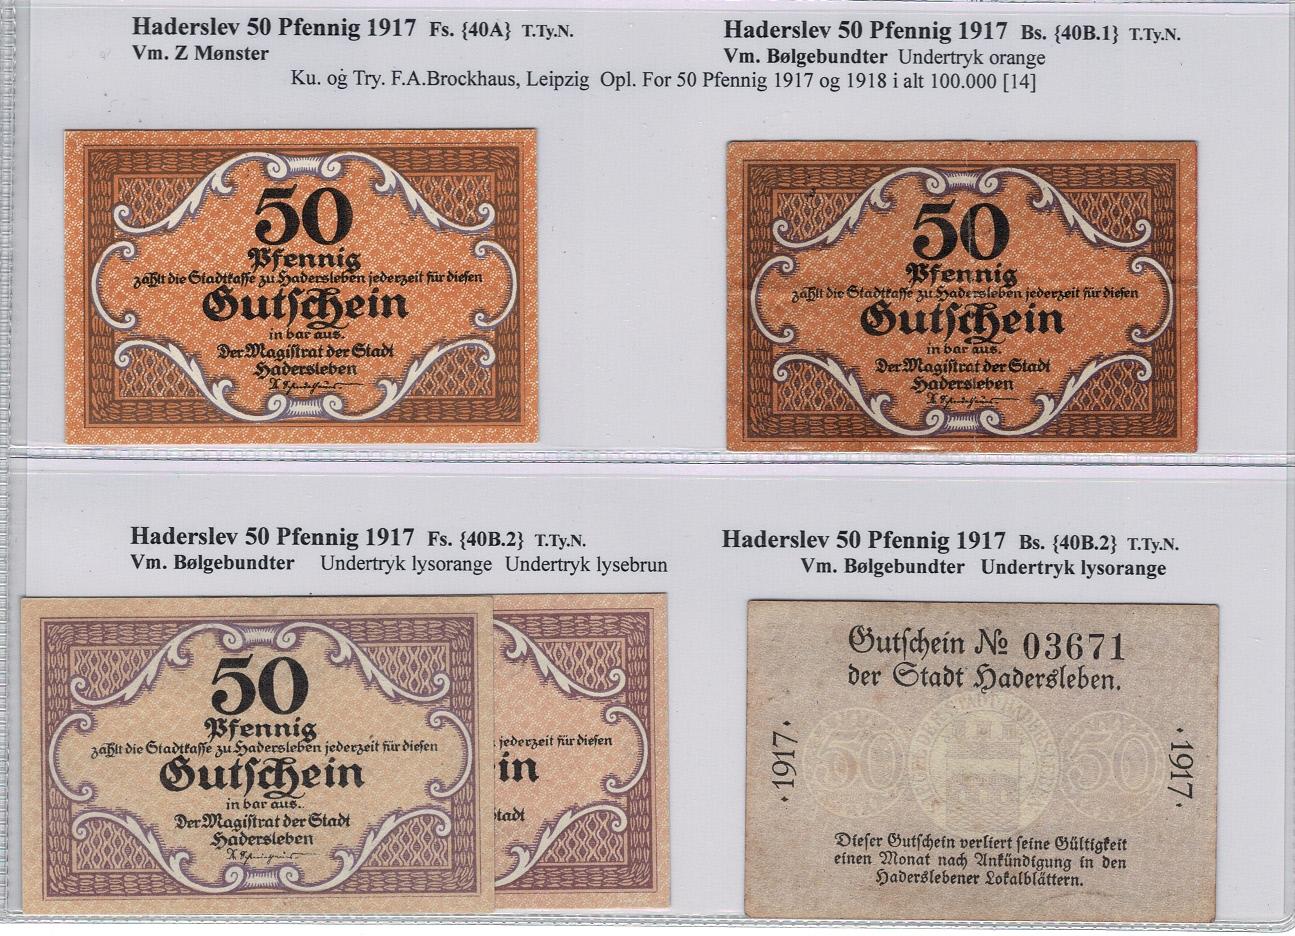 Haderslev 50 Pfennig 1917 Fs. {40A} T.Ty.N.
Vm. Z Mønster
Haderslev 50 Pfennig 1917 Bs. {40B.1} T.Ty.N.
Vm. Bølgebundter Undertryk orange
Ku. og Try. F.A.Brockhaus, Leipzig Opl. For 50 Pfennig 1917 og 1918 i alt 100.000 [14]
50
Pfennig
zahlt die Stadtkasse zu Hadersleben jederzeit für diesen
Gutschein
in bar aus.
Der Magistrat der Stadt
Hadersleben
50
Pfennig
zahlt die Stadtkasse zu Hadersleben jederzeit für diesen
Gutschein
in bar aus.
Der Magistrat der Stadt
Hadersleben
Haderslev 50 Pfennig 1917 Fs. {40B.2} T.Ty.N.
Vm. Bølgebundter Undertryk lysorange Undertryk lysebrun
Haderslev 50 Pfennig 1917 Bs. {40B.2} T.Ty.N.
Vm. Bølgebundter Undertryk lysorange
50
Pfennig
zahlt die Stadtkasse zu Hadersleben jederzeit für diesen
Gutschein
in bar aus.
Der Magistrat der Stadt
Hadersleben
jederzeit für diesen
in
tadt
Gutschein № 03671
der Stadt Hadersleben.
·1917·
50
50
·1917·
Dieser Gutschein verliert seine Gültigkeit
einen Monat nach Ankündigung in den
Haderslebener Lokalblättern.